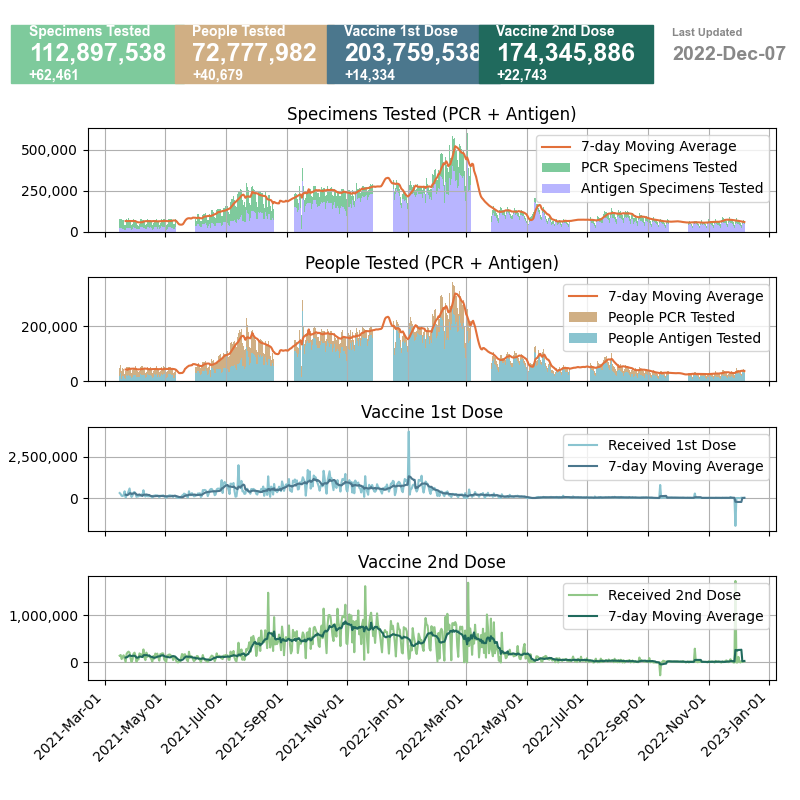 Specimens Tested
112,897,538
+62,461
People Tested
72,777,982
+40,679
Vaccine 1st Dose
203,759,538
+14,334
Vaccine 2nd Dose
174,345,886
+22,743
Last Updated
2022-Dec-07
Specimens Tested (PCR + Antigen)
500,000
250,000
0
7-day Moving Average
PCR Specimens Tested
Antigen Specimens Tested
People Tested (PCR + Antigen)
200,000
0
7-day Moving Average
People PCR Tested
People Antigen Tested
Vaccine 1st Dose
2,500,000
0
Received 1st Dose
7-day Moving Average
Vaccine 2nd Dose
1,000,000
0
Received 2nd Dose
7-day Moving Average
2021-Mar-01
2021-May-01
2021-Jul-01
2021-Sep-01
2021-Nov-01
2022-Jan-01
2022-Mar-01
2022-May-01
2022-Jul-01
2022-Sep-01
2022-Nov-01
2023-Jan-01